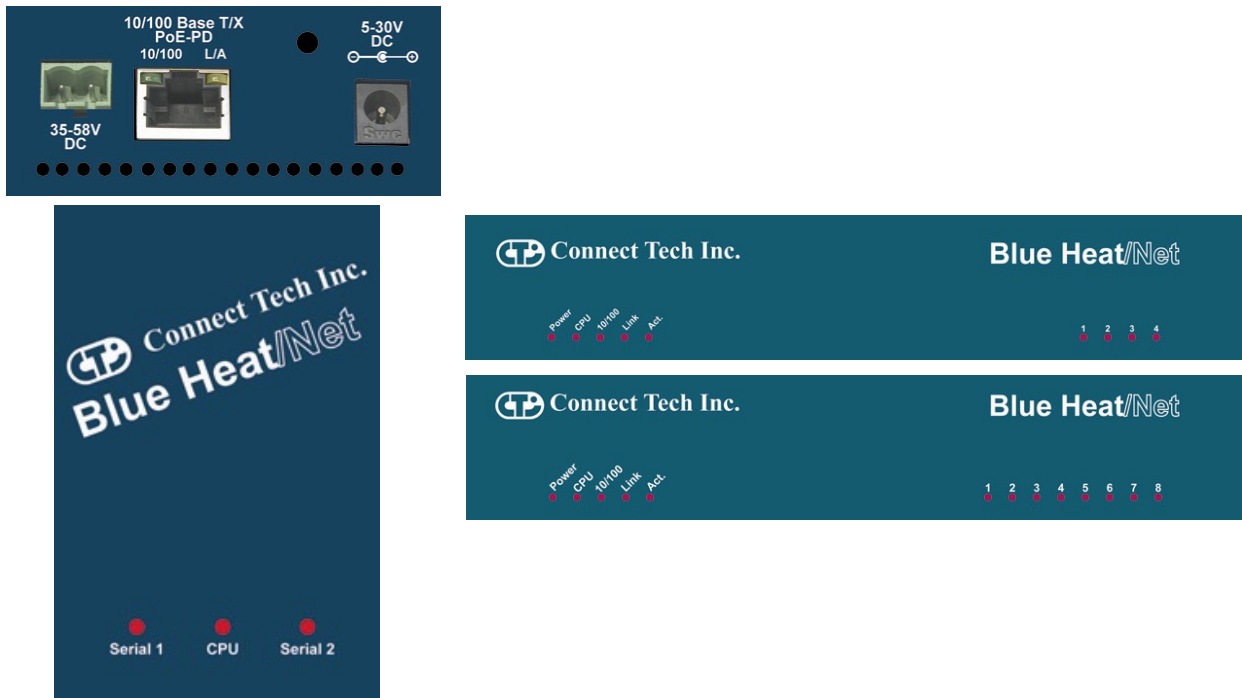 10/100 Base T/X
PoE-PD
10/100 L/A
5-30V
DC
35-58V
DC
Swc
Connect Tech Inc.
Blue Heat/Net
Serial 1 CPU Serial 2
Connect Tech Inc. Blue Heat/Net
Power CPU 10/100 Link Act. 1 2 3 4
Connect Tech Inc. Blue Heat/Net
Power CPU 10/100 Link Act. 1 2 3 4 5 6 7 8